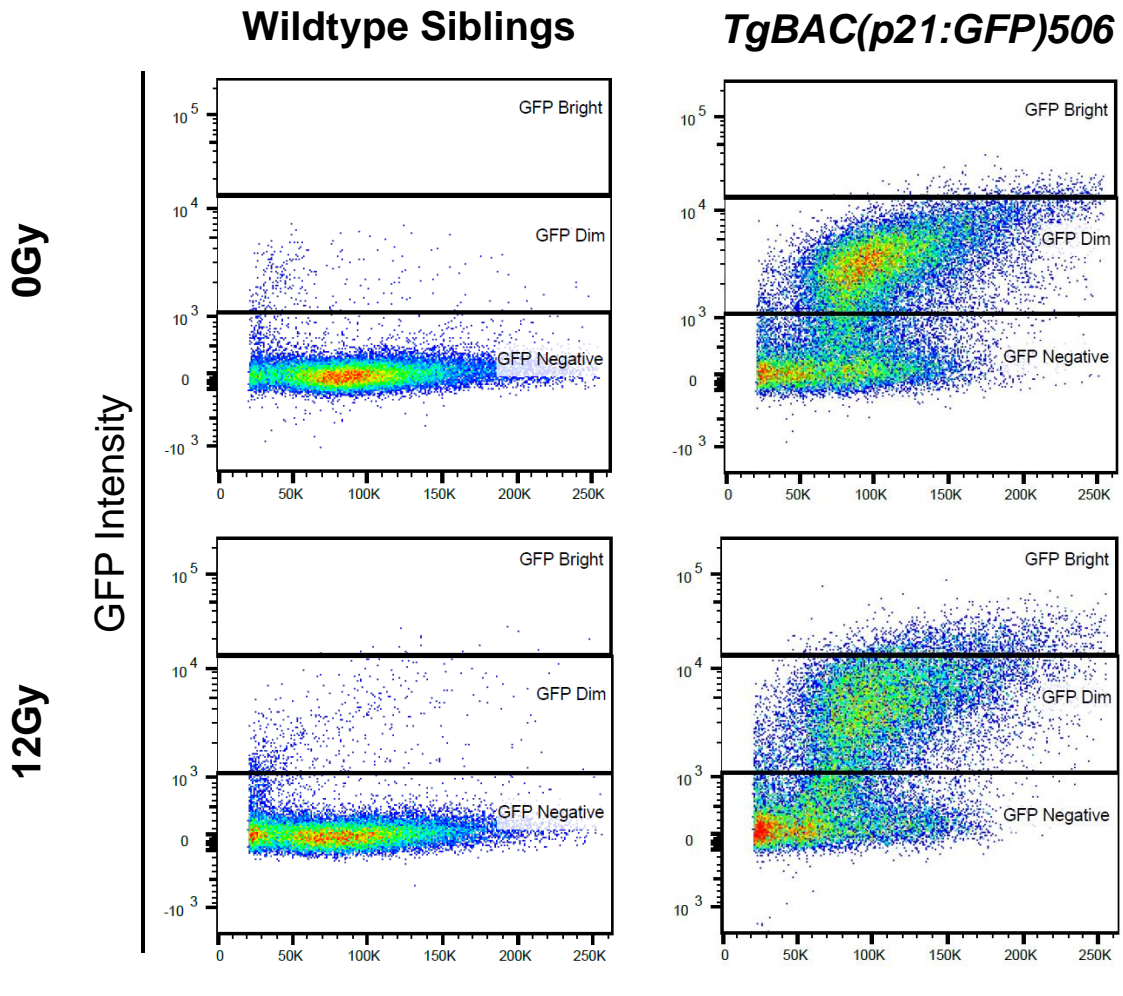 Wildtype Siblings
TgBAC(p21:GFP)506
0Gy
12Gy
GFP Intensity
GFP Bright
GFP Dim
GFP Negative
10 5
10 4
10 3
0
-10 3
0 50K 100K 150K 200K 250K
GFP Bright
GFP Dim
GFP Negative
10 5
10 4
10 3
0
-10 3
0 50K 100K 150K 200K 250K
GFP Bright
GFP Dim
GFP Negative
10 5
10 4
10 3
0
-10 3
0 50K 100K 150K 200K 250K
GFP Bright
GFP Dim
GFP Negative
10 5
10 4
10 3
0
10 3
0 50K 100K 150K 200K 250K